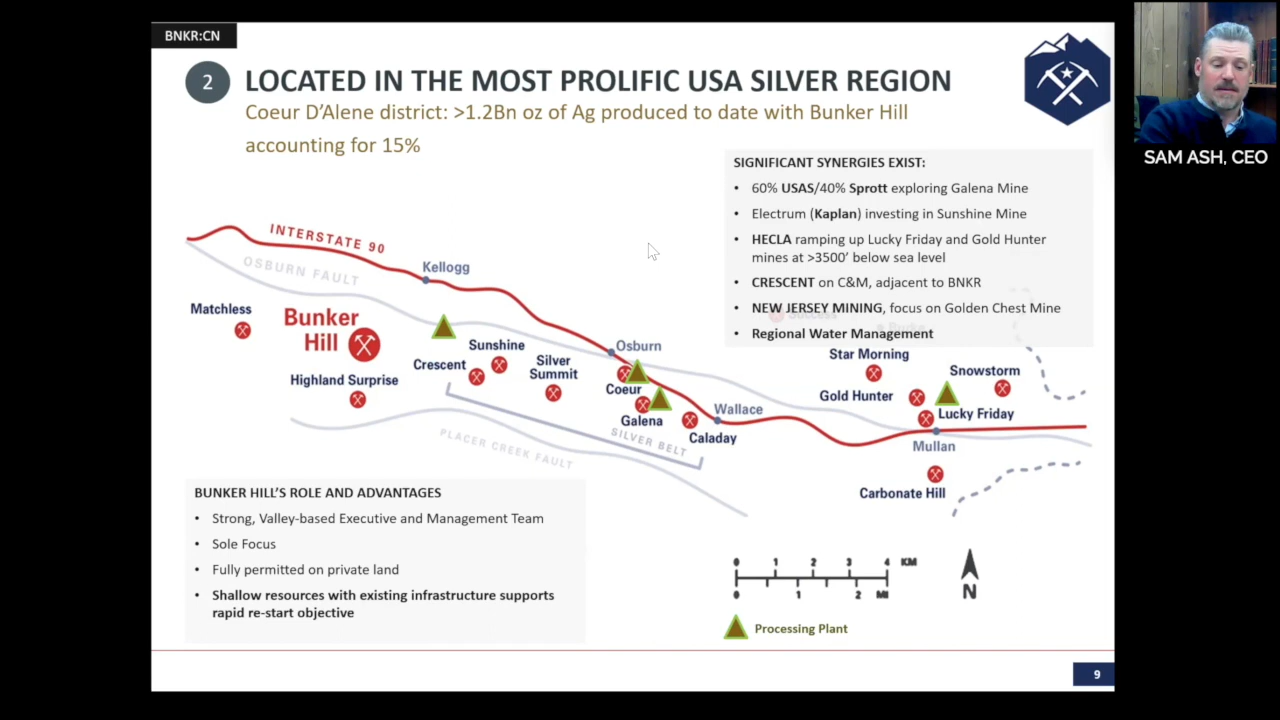 BNKR:CN
2
LOCATED IN THE MOST PROLIFIC USA SILVER REGION
Coeur D'Alene district: >1.2Bn oz of Ag produced to date with Bunker Hill
accounting for 15%
SAM ASH, CEO
SIGNIFICANT SYNERGIES EXIST:
• 60% USAS/40% Sprott exploring Galena Mine
• Electrum (Kaplan) investing in Sunshine Mine
• HECLA ramping up Lucky Friday and Gold Hunter
mines at >3500' below sea level
• CRESCENT on C&M, adjacent to BNKR
• NEW JERSEY MINING, focus on Golden Chest Mine
• Regional Water Management
INTERSTATE 90
OSBURN FAULT
Kellogg
Matchless
Bunker
Hill
Highland Surprise
Crescent
Sunshine
Silver
Summit
Osburn
Coeur
Galena
Wallace
Caladay
SILVER BELT
PLACER CREEK FAULT
Success
Star Morning
Snowstorm
Gold Hunter
Lucky Friday
Mullan
Carbonate Hill
BUNKER HILL'S ROLE AND ADVANTAGES
• Strong, Valley-based Executive and Management Team
• Sole Focus
• Fully permitted on private land
• Shallow resources with existing infrastructure supports
rapid re-start objective
0 1 2 3 4 KM
0 1 2 MI
N
Processing Plant
9